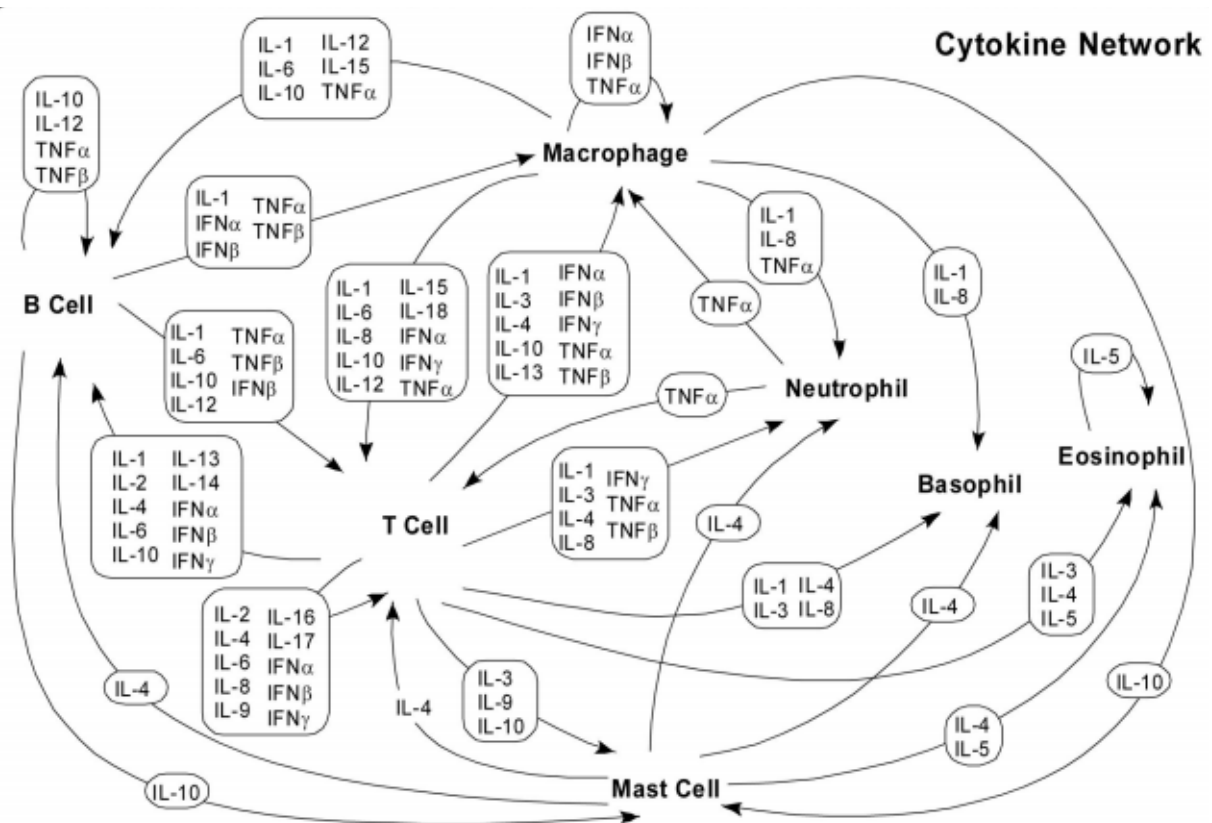 Cytokine Network
IL-1 IL-12
IL-6 IL-15
IL-10 TNFα
IFNα
IFNβ
TNFα
IL-10
IL-12
TNFα
TNFβ
Macrophage
IL-1 TNFα
IFNα TNFβ
IFNβ
IL-1
IL-8
TNFα
IL-1
IL-8
B Cell
IL-1 IL-15
IL-6 IL-18
IL-8 IFNα
IL-10 IFNγ
IL-12 TNFα
IL-1 IFNα
IL-3 IFNβ
IL-4 IFNγ
IL-10 TNFα
IL-13 TNFβ
TNFα
IL-1 TNFα
IL-6 TNFβ
IL-10 IFNβ
IL-12
IL-5
TNFα
Neutrophil
Eosinophil
IL-1 IL-13
IL-2 IL-14
IL-4 IFNα
IL-6 IFNβ
IL-10 IFNγ
T Cell
IL-1 IFNγ
IL-3 TNFα
IL-4 TNFβ
IL-8
IL-4
Basophil
IL-2 IL-16
IL-4 IL-17
IL-6 IFNα
IL-8 IFNβ
IL-9 IFNγ
IL-1 IL-4
IL-3 IL-8
IL-4
IL-3
IL-4
IL-5
IL-4
IL-4
IL-3
IL-9
IL-10
IL-10
IL-4
IL-5
IL-10
Mast Cell